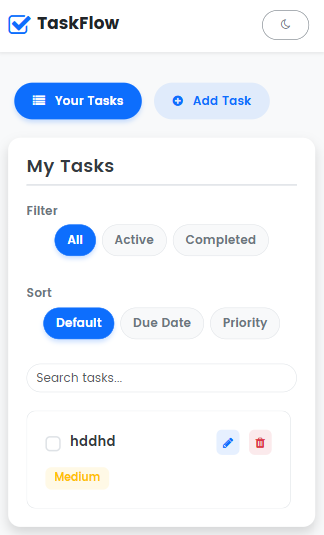 TaskFlow
Your Tasks
Add Task
My Tasks
Filter
All
Active
Completed
Sort
Default
Due Date
Priority
Search tasks...
hddhd
Medium